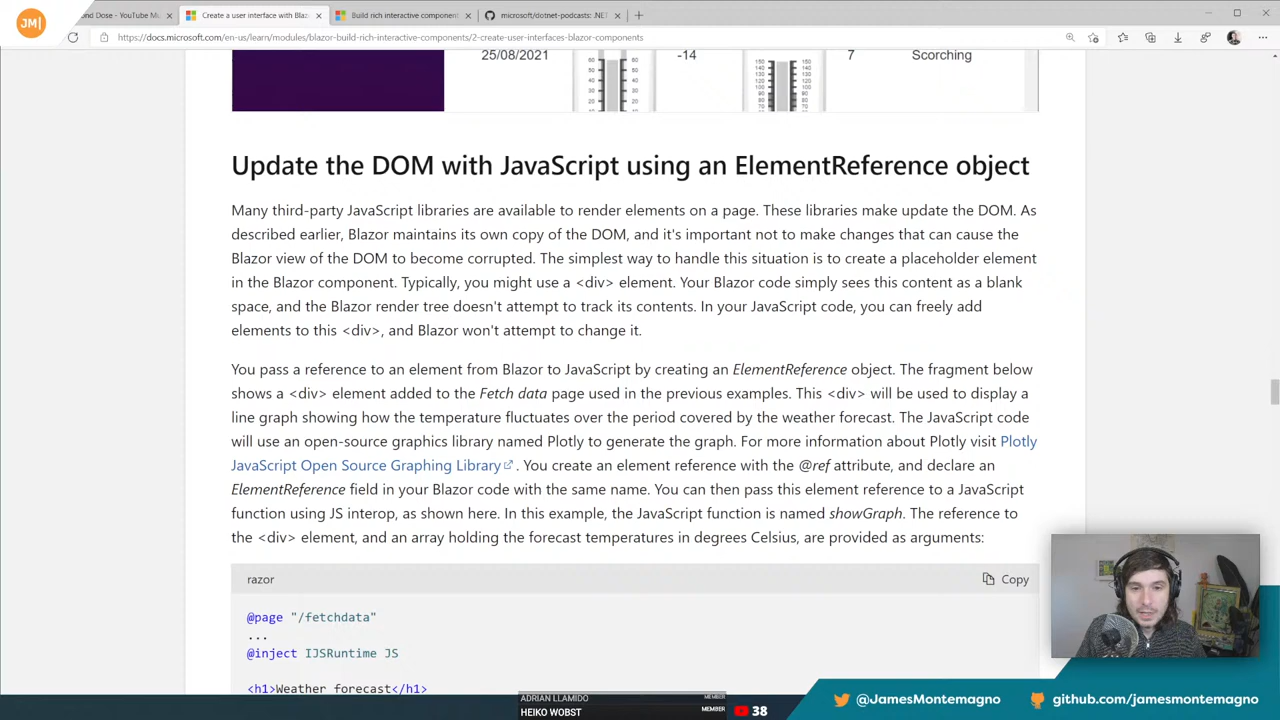 JM|
nd Dose - YouTube Mu
Create a user interface with Blaz
Build rich interactive component
microsoft/dotnet-podcasts: .NET
https://docs.microsoft.com/en-us/learn/modules/blazor-build-rich-interactive-components/2-create-user-interfaces-blazor-components
25/08/2021
-14
7
Scorching
Update the DOM with JavaScript using an ElementReference object
Many third-party JavaScript libraries are available to render elements on a page. These libraries make update the DOM. As
described earlier, Blazor maintains its own copy of the DOM, and it's important not to make changes that can cause the
Blazor view of the DOM to become corrupted. The simplest way to handle this situation is to create a placeholder element
in the Blazor component. Typically, you might use a <div> element. Your Blazor code simply sees this content as a blank
space, and the Blazor render tree doesn't attempt to track its contents. In your JavaScript code, you can freely add
elements to this <div>, and Blazor won't attempt to change it.
You pass a reference to an element from Blazor to JavaScript by creating an ElementReference object. The fragment below
shows a <div> element added to the Fetch data page used in the previous examples. This <div> will be used to display a
line graph showing how the temperature fluctuates over the period covered by the weather forecast. The JavaScript code
will use an open-source graphics library named Plotly to generate the graph. For more information about Plotly visit Plotly
JavaScript Open Source Graphing Library . You create an element reference with the @ref attribute, and declare an
ElementReference field in your Blazor code with the same name. You can then pass this element reference to a JavaScript
function using JS interop, as shown here. In this example, the JavaScript function is named showGraph. The reference to
the <div> element, and an array holding the forecast temperatures in degrees Celsius, are provided as arguments:
razor
Copy
@page "/fetchdata"
...
@inject IJSRuntime JS
<h1>Weather forecast</h1>
ADRIAN LLAMIDO MEMBER
HEIKO WOBST MEMBER
38
@JamesMontemagno
github.com/jamesmontemagno